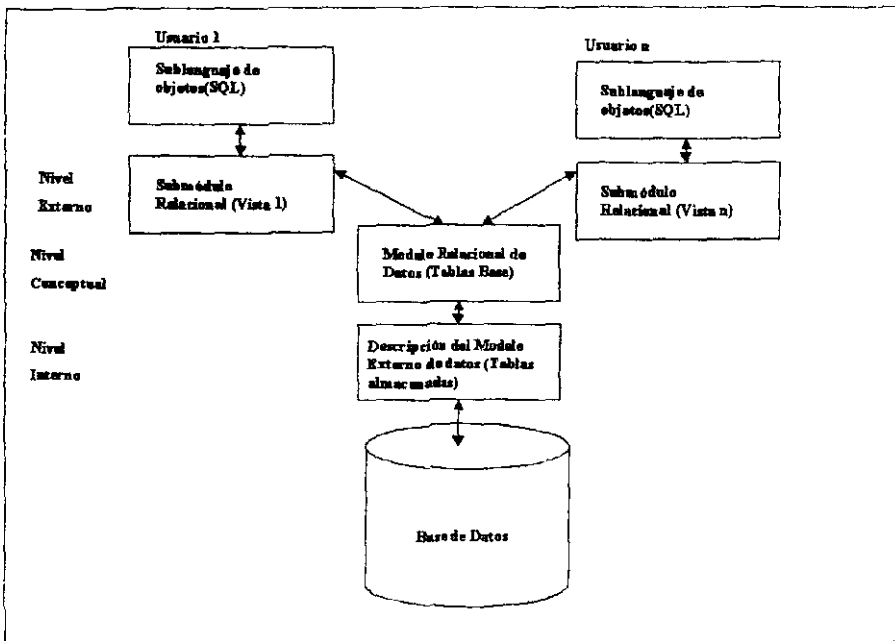 Usuario 1
Sublenguaje de
objetos(SQL)
Usuario n
Sublenguaje de
objetos(SQL)
Nivel
Externo
Submódulo
Relacional (Vista 1)
Submódulo
Relacional (Vista n)
Nivel
Conceptual
Modelo Relacional de
Datos (Tablas Base)
Nivel
Interno
Descripción del Modelo
Externo de datos (Tablas
almacenadas)
Base de Datos